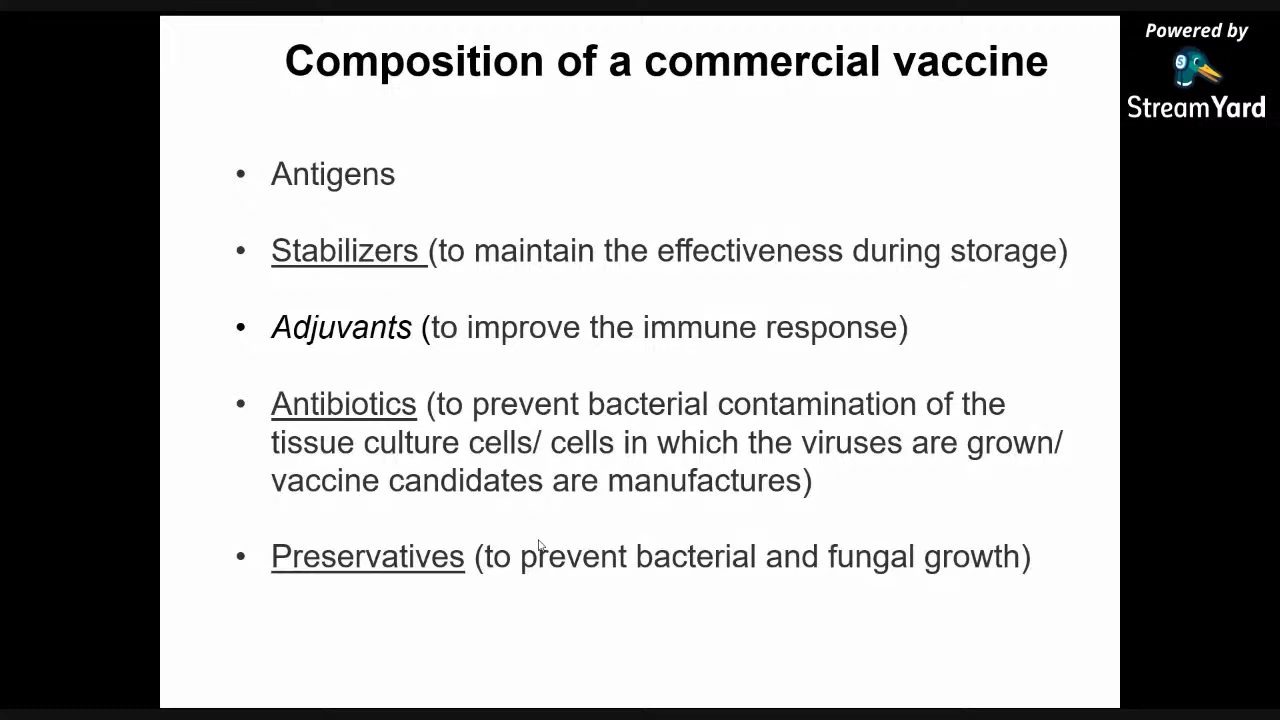 Composition of a commercial vaccine
Powered by
StreamYard
• Antigens
• Stabilizers (to maintain the effectiveness during storage)
• Adjuvants (to improve the immune response)
• Antibiotics (to prevent bacterial contamination of the
tissue culture cells/ cells in which the viruses are grown/
vaccine candidates are manufactures)
• Preservatives (to prevent bacterial and fungal growth)